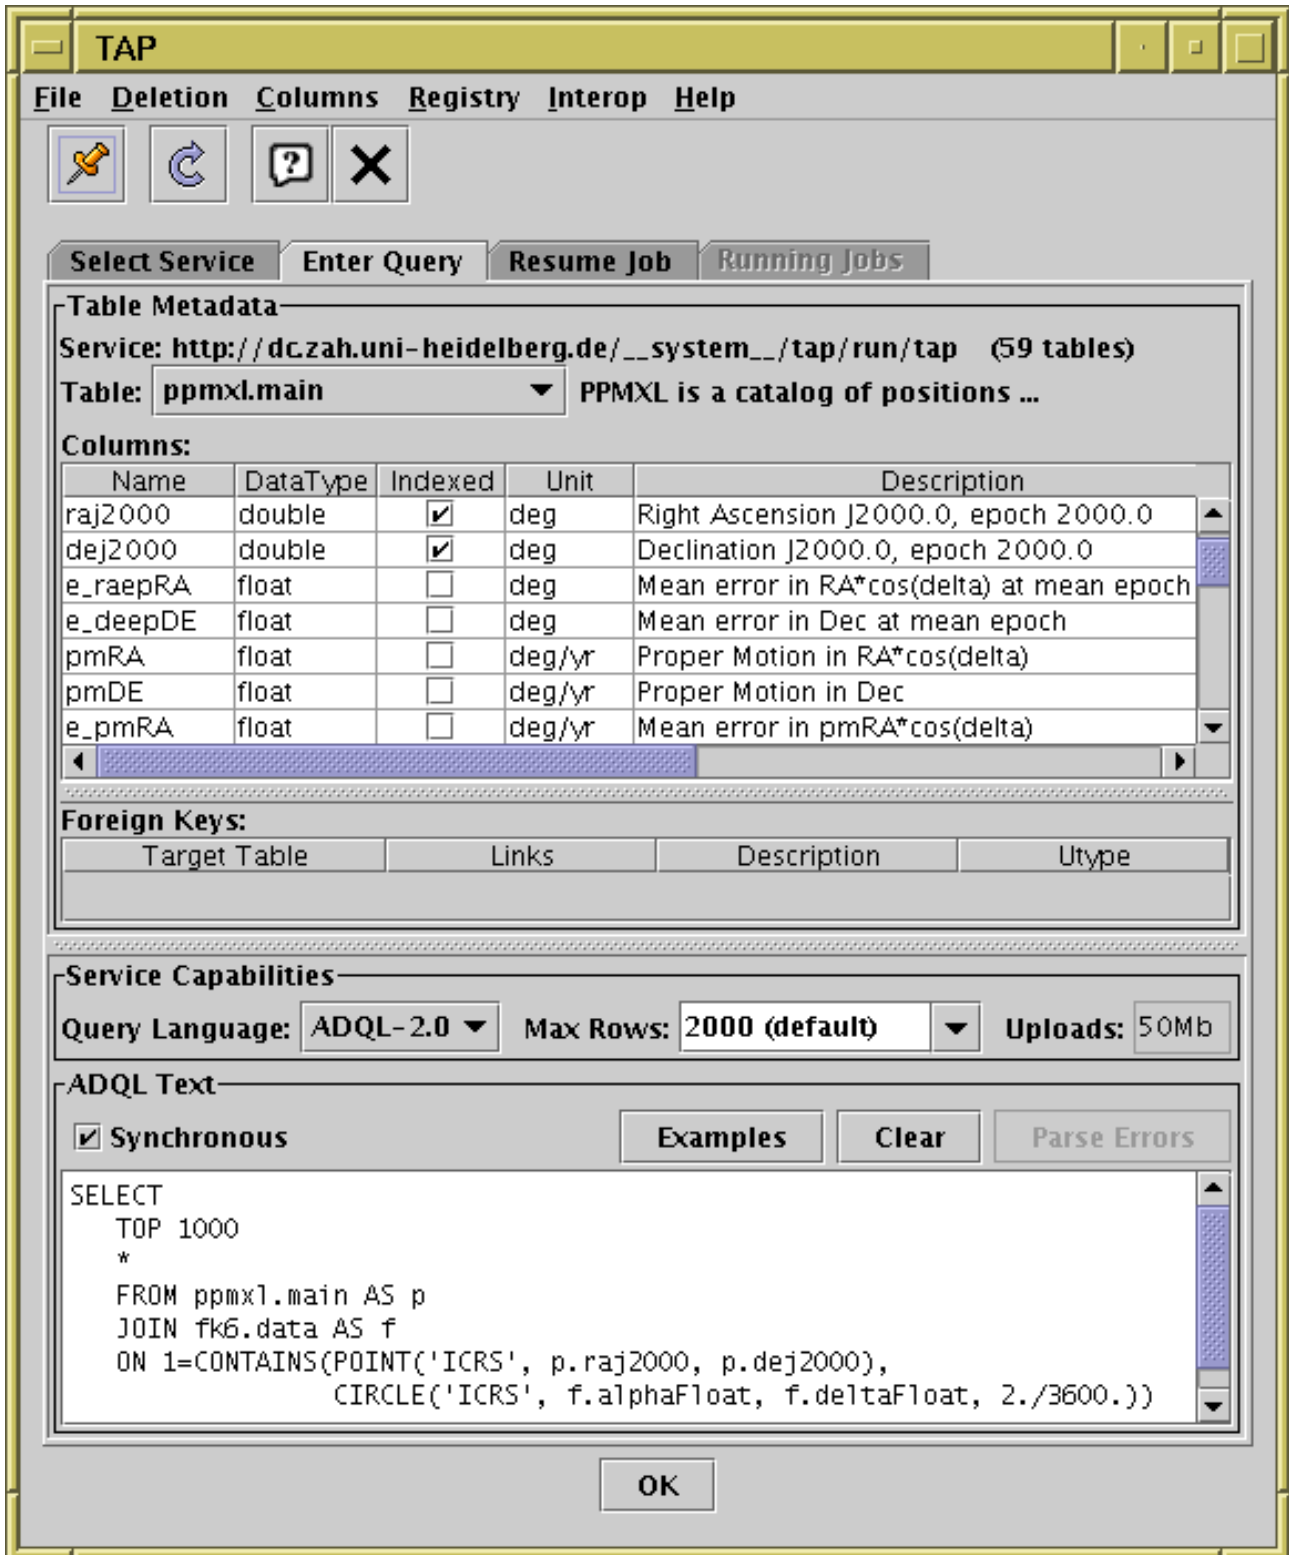 TAP
File Deletion Columns Registry Interop Help
Select Service Enter Query Resume Job Running Jobs
Table Metadata
Service: http://dc.zah.uni-heidelberg.de/__system__/tap/run/tap (59 tables)
Table: ppmxl.main PPMXL is a catalog of positions ...
Columns:
Name DataType Indexed Unit Description
raj2000 double deg Right Ascension J2000.0, epoch 2000.0
dej2000 double deg Declination J2000.0, epoch 2000.0
e_raepRA float deg Mean error in RA*cos(delta) at mean epoch
e_deepDE float deg Mean error in Dec at mean epoch
pmRA float deg/yr Proper Motion in RA*cos(delta)
pmDE float deg/yr Proper Motion in Dec
e_pmRA float deg/yr Mean error in pmRA*cos(delta)
Foreign Keys:
Target Table Links Description Utype
Service Capabilities
Query Language: ADQL-2.0 Max Rows: 2000 (default) Uploads: 50Mb
ADQL Text
Synchronous Examples Clear Parse Errors
SELECT
TOP 1000
*
FROM ppmxl.main AS p
JOIN fk6.data AS f
ON 1=CONTAINS(POINT('ICRS', p.raj2000, p.dej2000),
CIRCLE('ICRS', f.alphaFloat, f.deltaFloat, 2./3600.))
OK